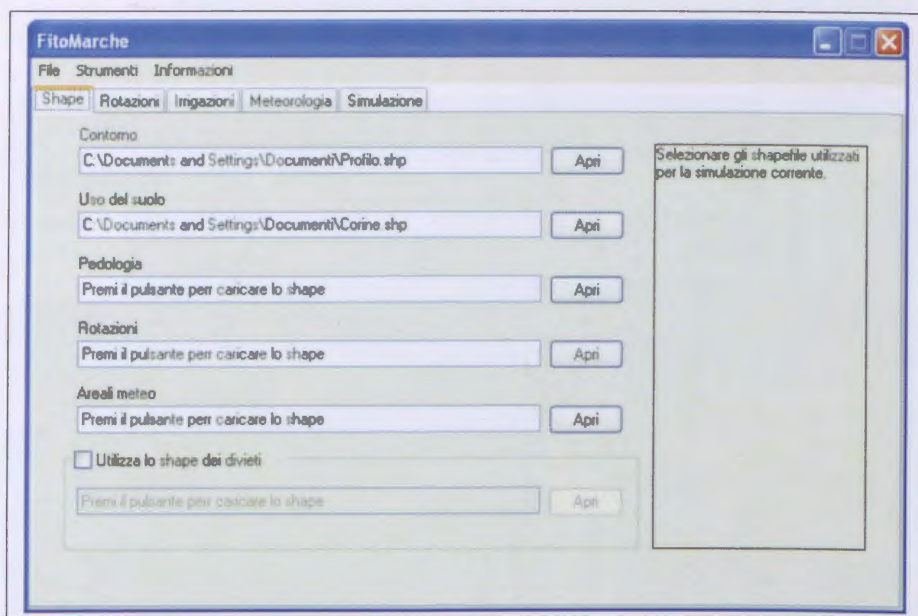 FitoMarche
File Strumenti Informazioni
Shape Rotazioni Irrigazioni Meteorologia Simulazione
Contorno
C:\Documents and Settings\Documenti\Profilo.shp Apri
Selezionare gli shapefile utilizzati
per la simulazione corrente.
Uso del suolo
C:\Documents and Settings\Documenti\Corine.shp Apri
Pedologia
Premi il pulsante perr caricare lo shape Apri
Rotazioni
Premi il pulsante perr caricare lo shape Apri
Areali meteo
Premi il pulsante perr caricare lo shape Apri
Utilizza lo shape dei divieti
Premi il pulsante perr caricare lo shape Apri